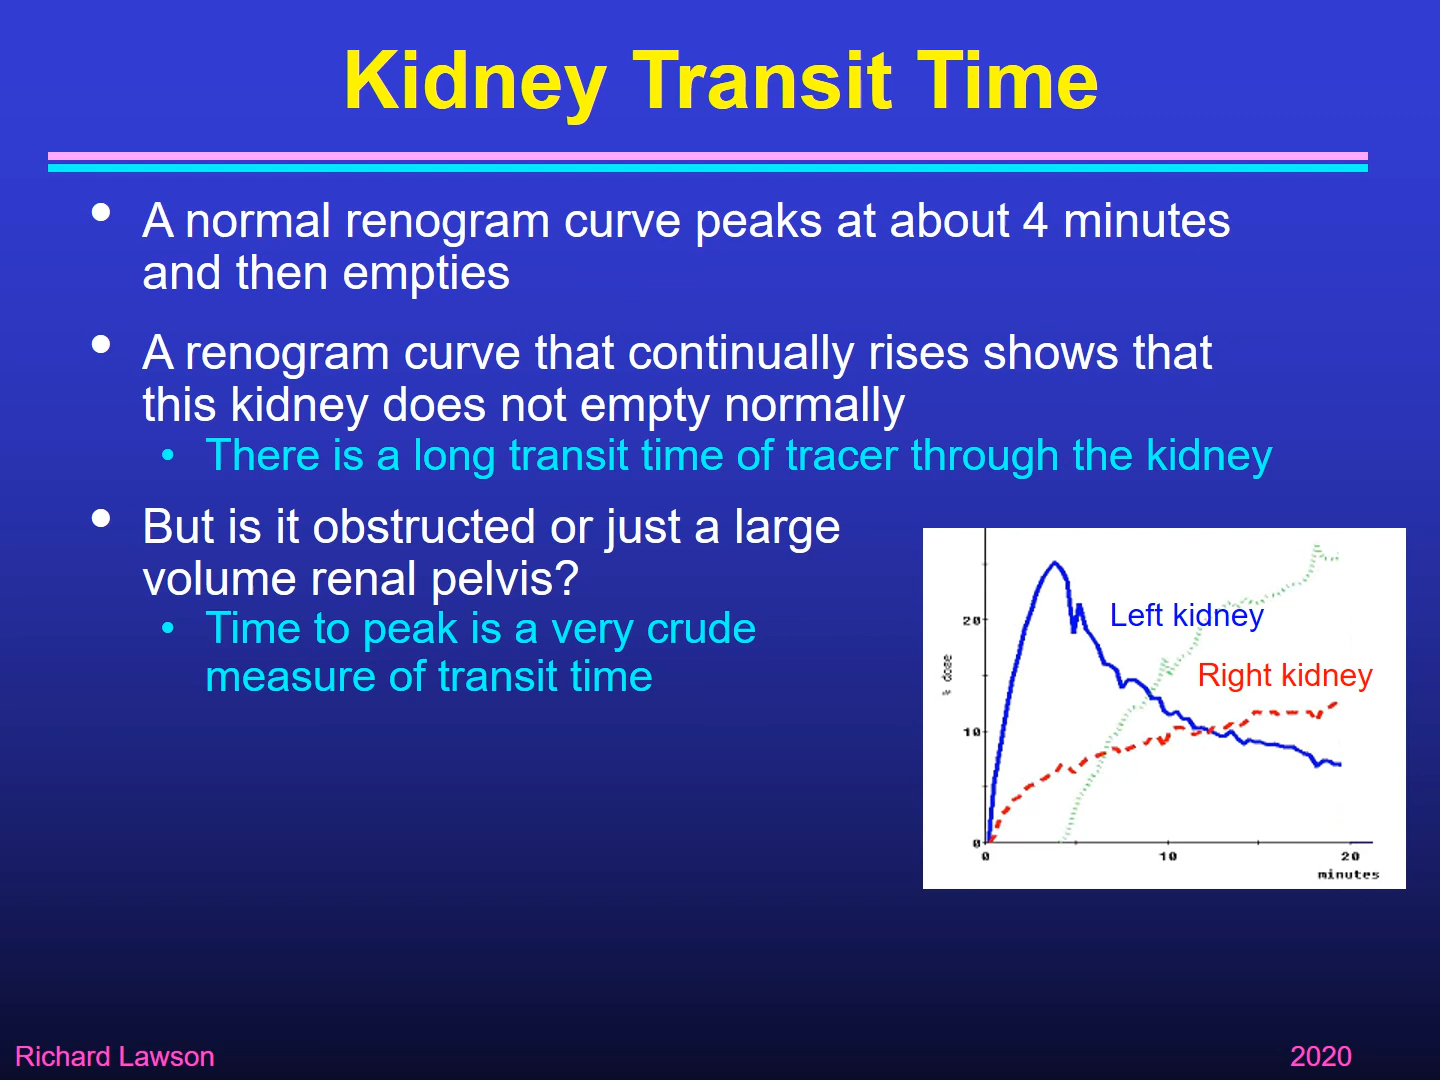 Kidney Transit Time
• A normal renogram curve peaks at about 4 minutes
and then empties
• A renogram curve that continually rises shows that
this kidney does not empty normally
• There is a long transit time of tracer through the kidney
• But is it obstructed or just a large
volume renal pelvis?
• Time to peak is a very crude
measure of transit time
% dose
20
10
0
Left kidney
Right kidney
0 10 20
minutes
Richard Lawson
2020